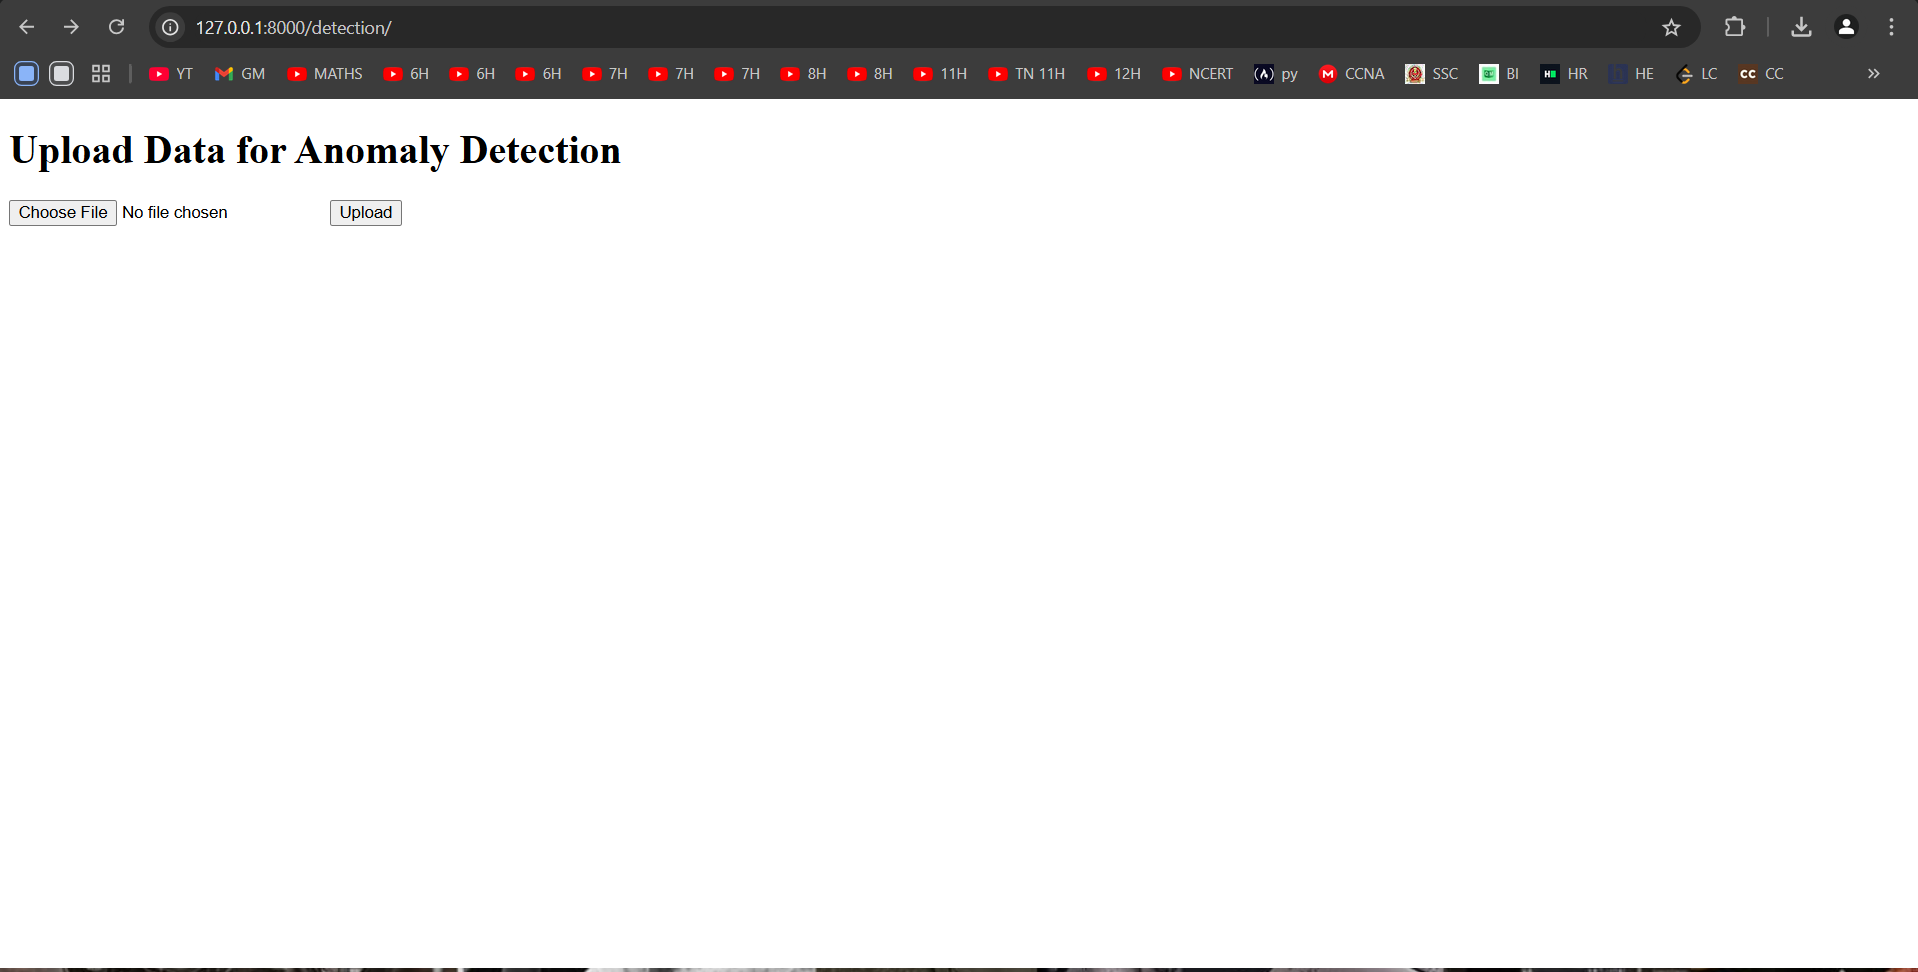 127.0.0.1:8000/detection/
YT GM MATHS 6H 6H 6H 7H 7H 7H 8H 8H 11H TN 11H 12H NCERT py CCNA SSC BI HR HE LC CC
Upload Data for Anomaly Detection
Choose File No file chosen Upload